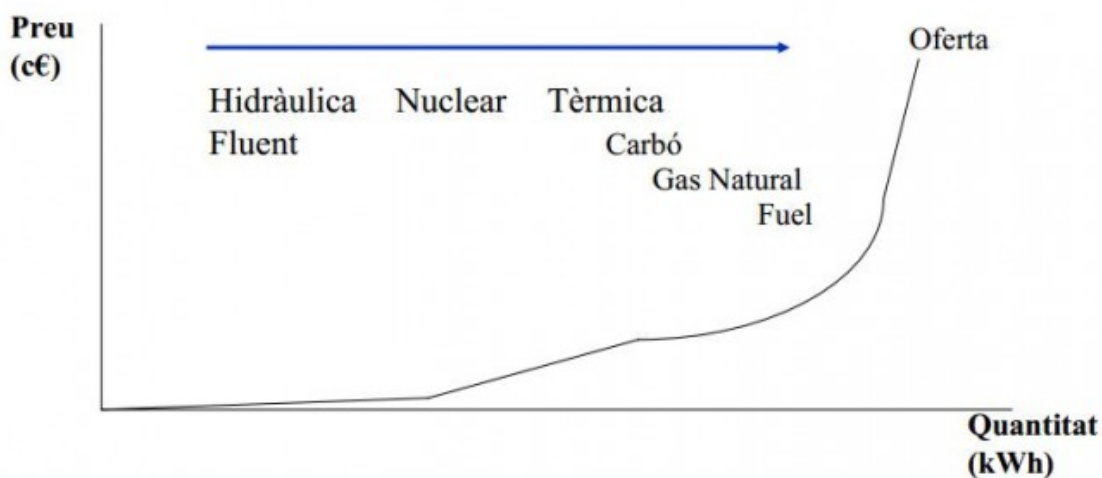 Preu
(c€)
Oferta
Hidràulica Nuclear Tèrmica
Fluent
Carbó
Gas Natural
Fuel
Quantitat
(kWh)